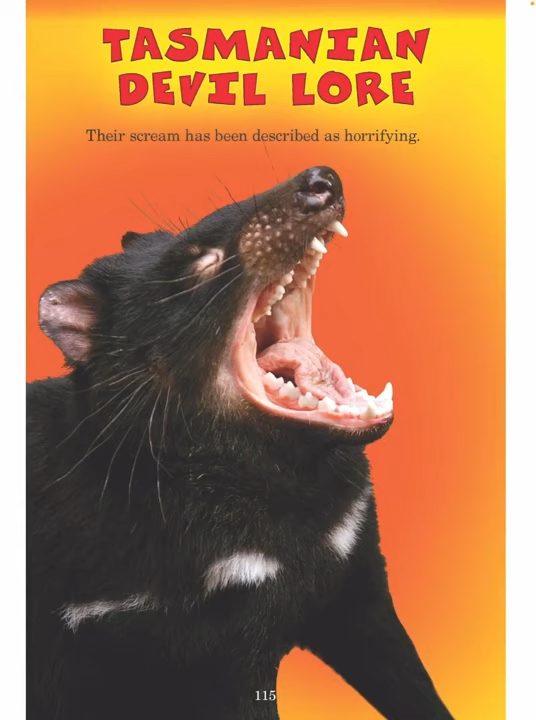 TASMANIAN
DEVIL LORE
Their scream has been described as horrifying.
115